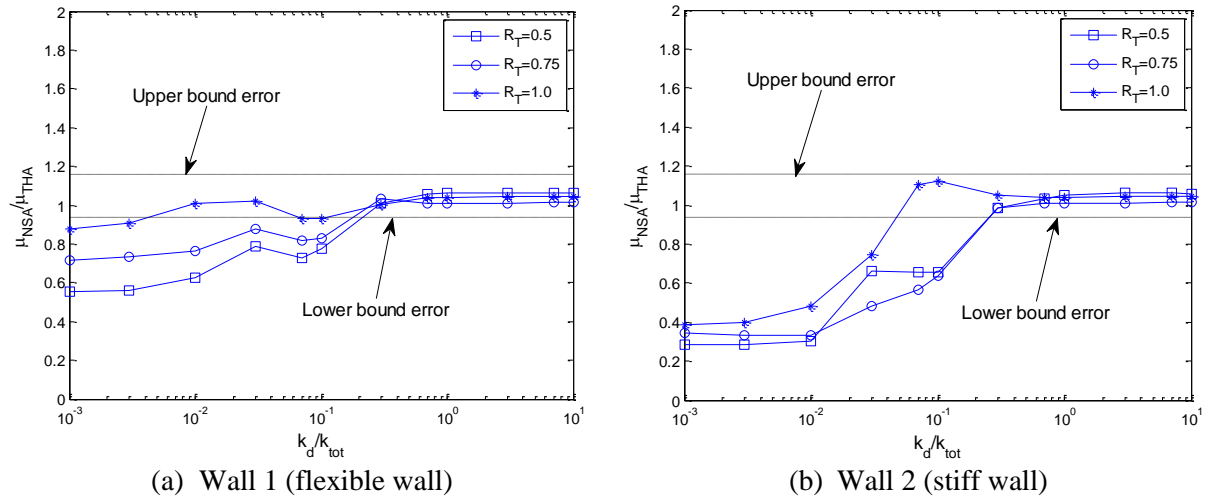 2
1.8
1.6
1.4
1.2
1
0.8
0.6
0.4
0.2
0
μNSA/μTHA
10-3
10-2
10-1
100
101
kd/ktot
RT=0.5
RT=0.75
RT=1.0
Upper bound error
Lower bound error
(a) Wall 1 (flexible wall)
2
1.8
1.6
1.4
1.2
1
0.8
0.6
0.4
0.2
0
μNSA/μTHA
10-3
10-2
10-1
100
101
kd/ktot
RT=0.5
RT=0.75
RT=1.0
Upper bound error
Lower bound error
(b) Wall 2 (stiff wall)